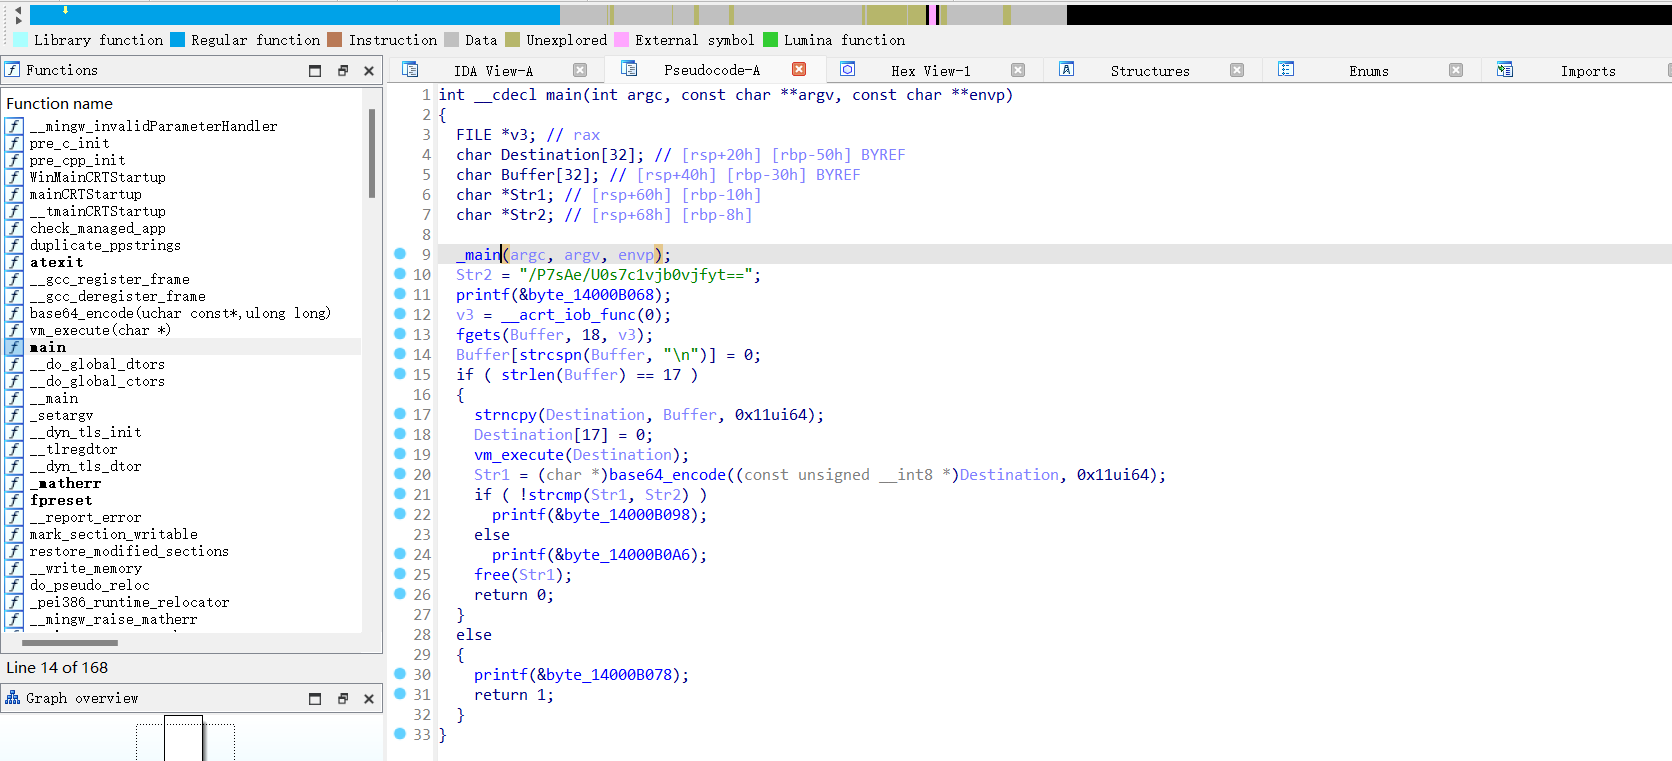 Library function Regular function Instruction Data Unexplored External symbol Lumina function
Functions
Function name
__mingw_invalidParameterHandler
pre_c_init
pre_cpp_init
WinMainCRTStartup
mainCRTStartup
__tmainCRTStartup
check_managed_app
duplicate_ppstrings
atexit
__gcc_register_frame
__gcc_deregister_frame
base64_encode(uchar const*,ulong long)
vm_execute(char *)
main
__do_global_dtors
__do_global_ctors
__main
_setargv
__dyn_tls_init
__tlregdtor
__dyn_tls_dtor
_matherr
fpreset
__report_error
mark_section_writable
restore_modified_sections
__write_memory
do_pseudo_reloc
_pei386_runtime_relocator
__mingw_raise_matherr
Line 14 of 168
Graph overview
IDA View-A Pseudocode-A Hex View-1 Structures Enums Imports
1 int __cdecl main(int argc, const char **argv, const char **envp)
2 {
3 FILE *v3; // rax
4 char Destination[32]; // [rsp+20h] [rbp-50h] BYREF
5 char Buffer[32]; // [rsp+40h] [rbp-30h] BYREF
6 char *Str1; // [rsp+60h] [rbp-10h]
7 char *Str2; // [rsp+68h] [rbp-8h]
8
9 _main(argc, argv, envp);
10 Str2 = "/P7sAe/U0s7c1vjb0vjfyt==";
11 printf(&byte_14000B068);
12 v3 = __acrt_iob_func(0);
13 fgets(Buffer, 18, v3);
14 Buffer[strcspn(Buffer, "\n")] = 0;
15 if ( strlen(Buffer) == 17 )
16 {
17 strncpy(Destination, Buffer, 0x11ui64);
18 Destination[17] = 0;
19 vm_execute(Destination);
20 Str1 = (char *)base64_encode((const unsigned __int8 *)Destination, 0x11ui64);
21 if ( !strcmp(Str1, Str2) )
22 printf(&byte_14000B098);
23 else
24 printf(&byte_14000B0A6);
25 free(Str1);
26 return 0;
27 }
28 else
29 {
30 printf(&byte_14000B078);
31 return 1;
32 }
33 }